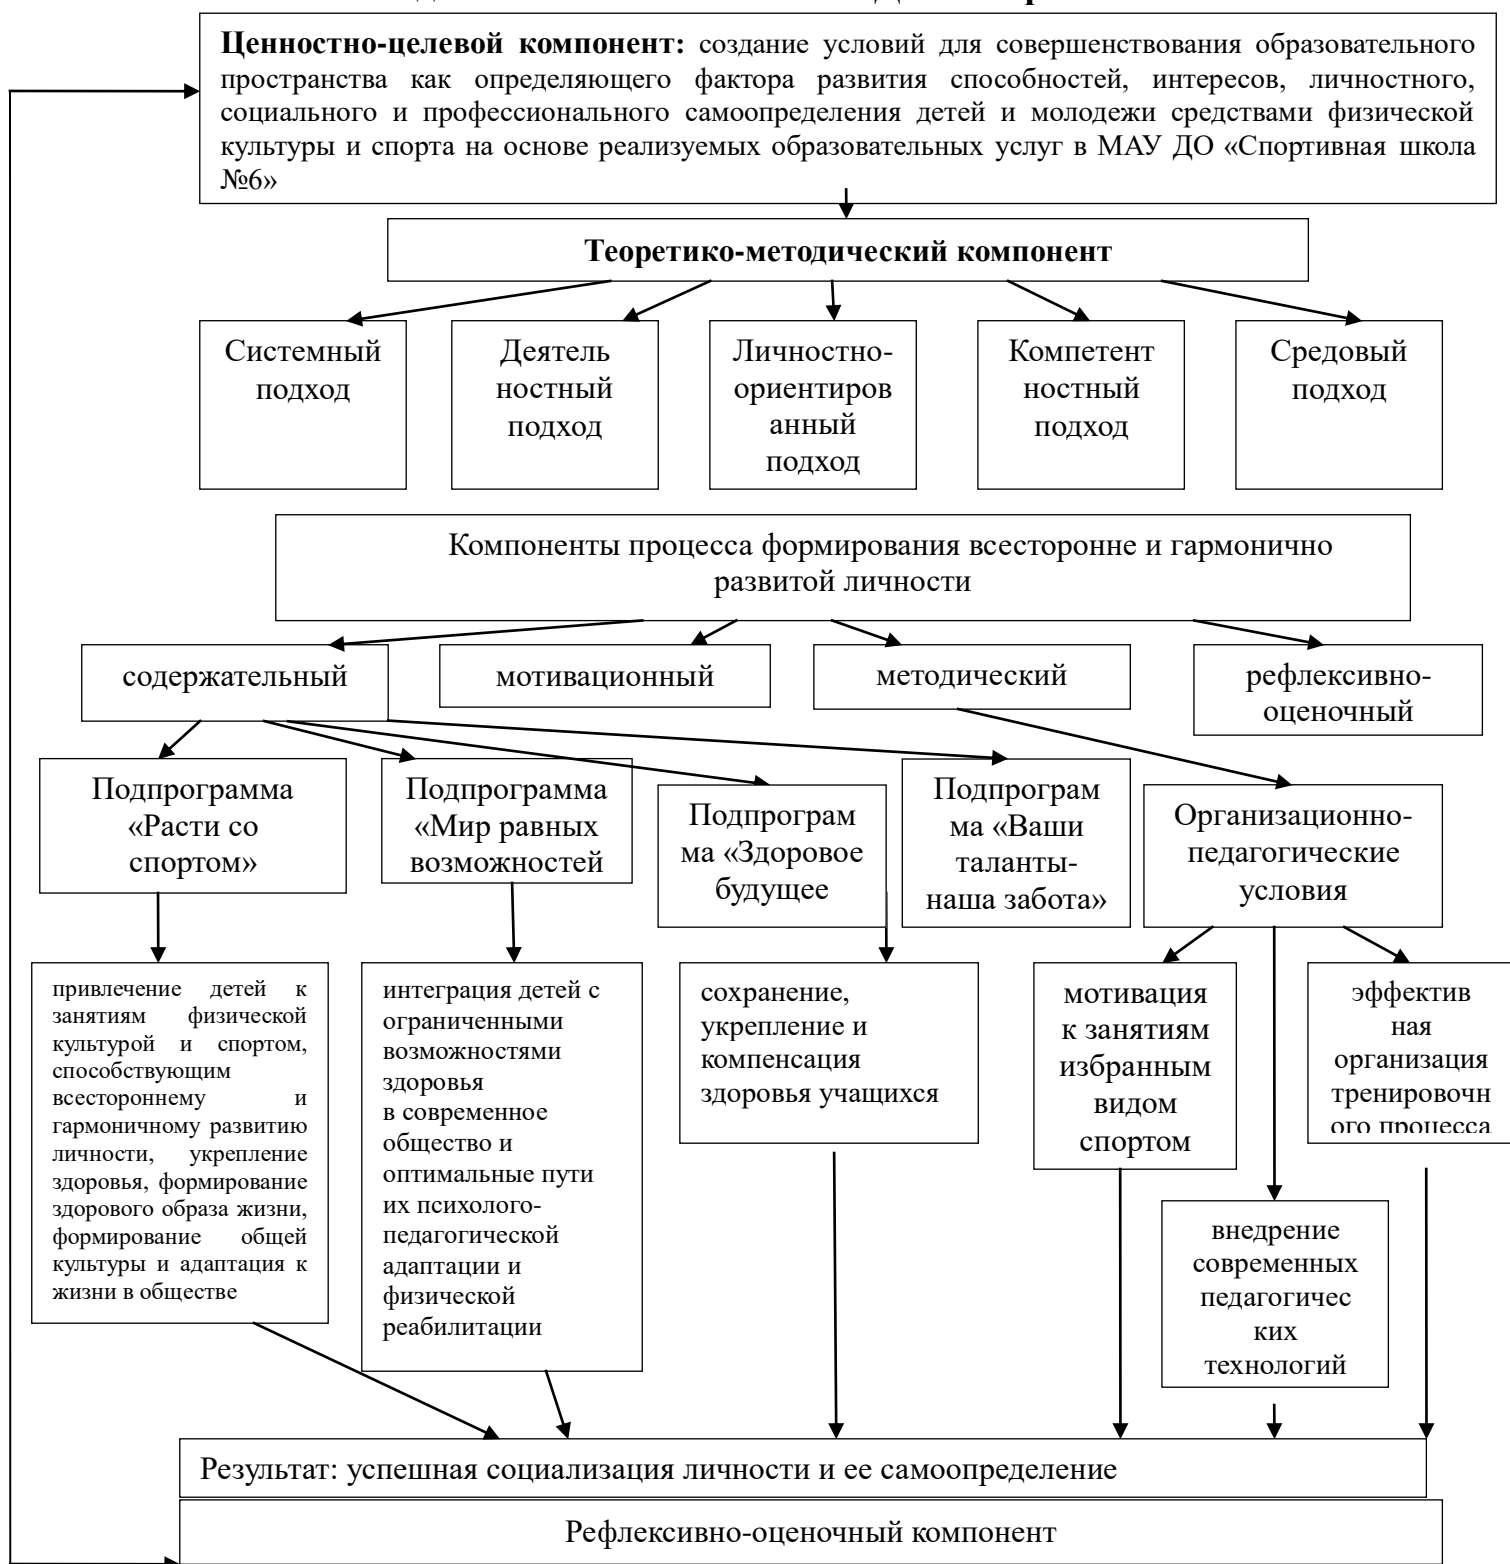 Ценностно-целевой компонент: создание условий для совершенствования образовательного
пространства как определяющего фактора развития способностей, интересов, личностного,
социального и профессионального самоопределения детей и молодежи средствами физической
культуры и спорта на основе реализуемых образовательных услуг в МАУ ДО «Спортивная школа
№6»
Теоретико-методический компонент
Системный
подход
Деятель
ностный
подход
Личностно-
ориентиров
анный
подход
Компетент
ностный
подход
Средовый
подход
Компоненты процесса формирования всесторонне и гармонично
развитой личности
содержательный
мотивационный
методический
рефлексивно-
оценочный
Подпрограмма
«Расти со
спортом»
Подпрограмма
«Мир равных
возможностей
Подпрограм
ма «Здоровое
будущее
Подпрограм
ма «Ваши
таланты-
наша забота»
Организационно-
педагогические
условия
привлечение детей к
занятиям физической
культурой и спортом,
способствующим
всестороннему и
гармоничному развитию
личности, укрепление
здоровья, формирование
здорового образа жизни,
формирование общей
культуры и адаптация к
жизни в обществе
интеграция детей с
ограниченными
возможностями
здоровья
в современное
общество и
оптимальные пути
их психолого-
педагогической
адаптации и
физической
реабилитации
сохранение,
укрепление и
компенсация
здоровья учащихся
мотивация
к занятиям
избранным
видом
спортом
эффектив
ная
организация
тренировочн
ого процесса
внедрение
современных
педагогичес
ких
технологий
Результат: успешная социализация личности и ее самоопределение
Рефлексивно-оценочный компонент